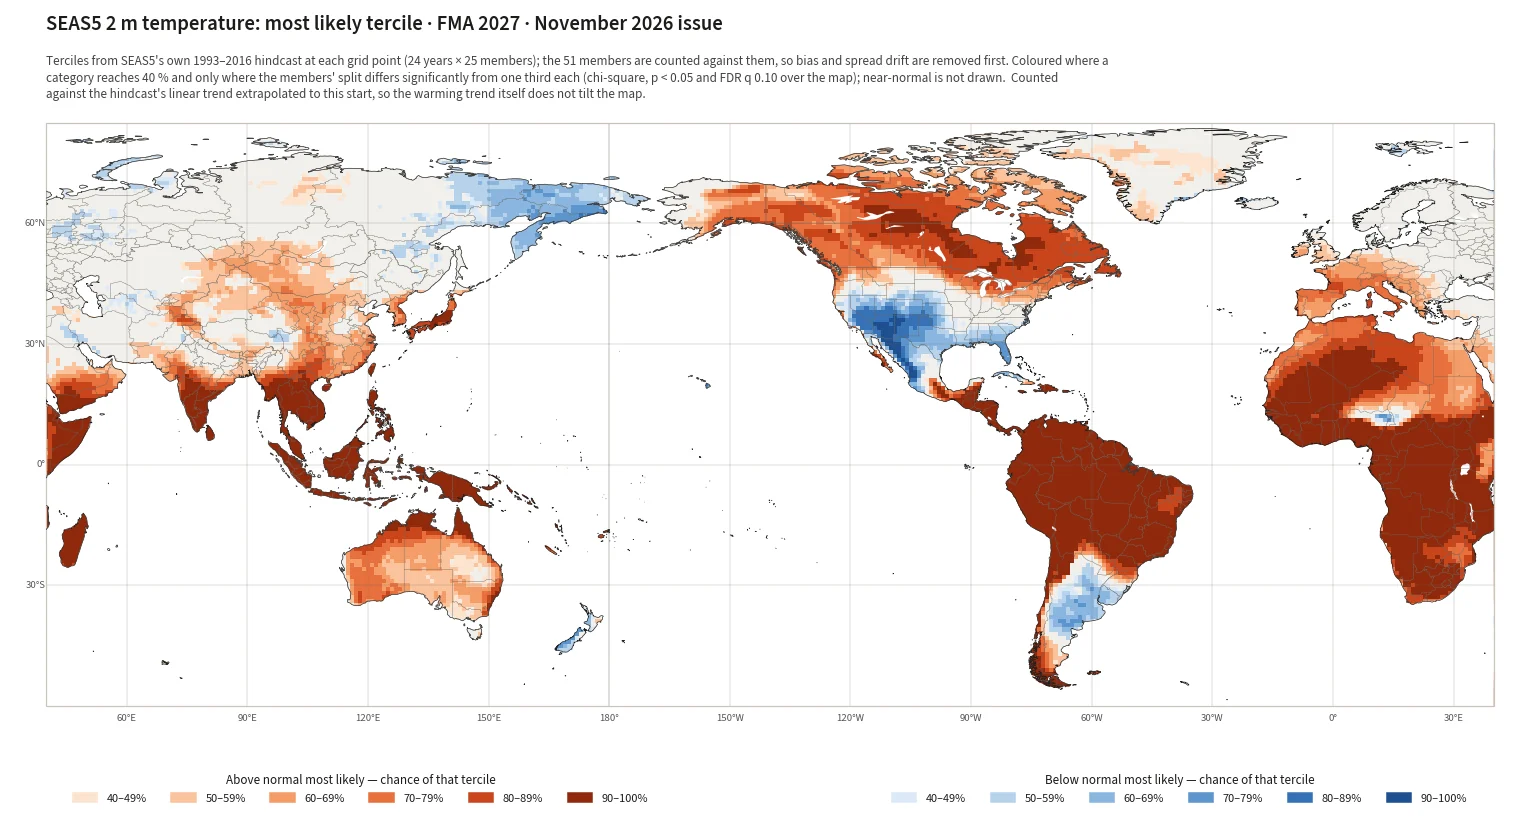 SEAS5 2 m temperature: most likely tercile · FMA 2027 · November 2026 issue
Terciles from SEAS5's own 1993–2016 hindcast at each grid point (24 years × 25 members); the 51 members are counted against them, so bias and spread drift are removed first. Coloured where a
category reaches 40 % and only where the members' split differs significantly from one third each (chi-square, p < 0.05 and FDR q 0.10 over the map); near-normal is not drawn. Counted
against the hindcast's linear trend extrapolated to this start, so the warming trend itself does not tilt the map.
60°N
30°N
0°
30°S
60°E 90°E 120°E 150°E 180° 150°W 120°W 90°W 60°W 30°W 0° 30°E
Above normal most likely — chance of that tercile
40–49% 50–59% 60–69% 70–79% 80–89% 90–100%
Below normal most likely — chance of that tercile
40–49% 50–59% 60–69% 70–79% 80–89% 90–100%